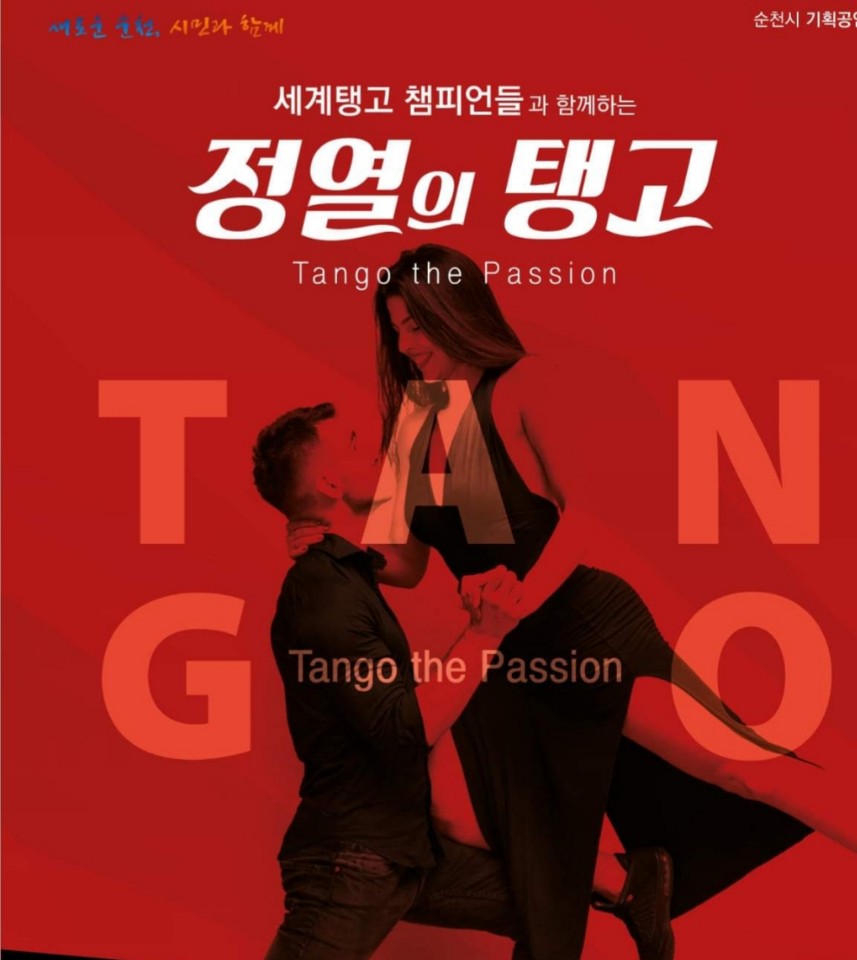 새로운 순천, 시민과 함께
순천시 기획공연
세계탱고 챔피언들과 함께하는
정열의 탱고
Tango the Passion
TAN
GO
Tango the Passion